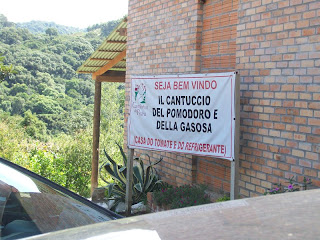 SEJA BEM VINDO
IL CANTUCCIO
DEL POMODORO E
DELLA GASOSA
(CASA DO TOMATE E DO REFRIGERANTE)